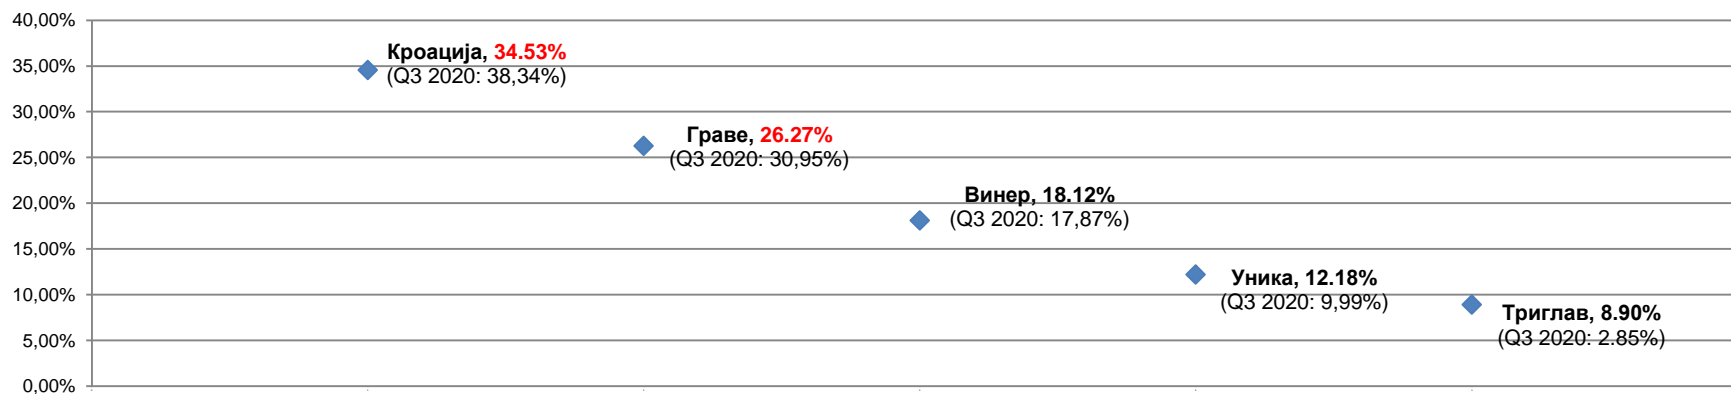 40,00%
35,00%
30,00%
25,00%
20,00%
15,00%
10,00%
5,00%
0,00%
Кроација, 34.53%
(Q3 2020: 38,34%)
Граве, 26.27%
(Q3 2020: 30,95%)
Винер, 18.12%
(Q3 2020: 17,87%)
Уника, 12.18%
(Q3 2020: 9,99%)
Триглав, 8.90%
(Q3 2020: 2.85%)